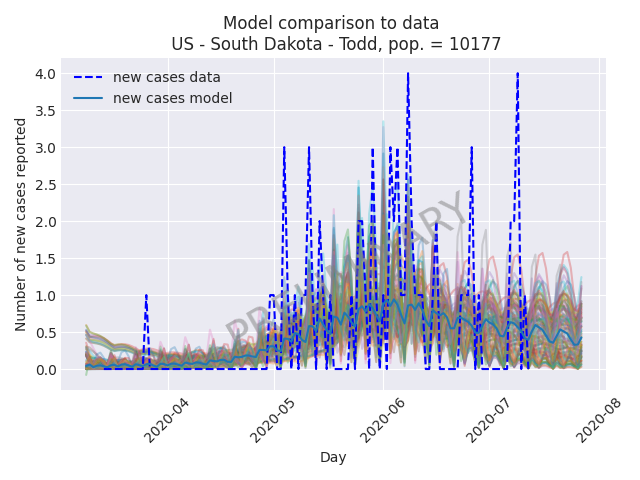 Model comparison to data
US - South Dakota - Todd, pop. = 10177
new cases data
new cases model
PRELIMINARY
Number of new cases reported
4.0
3.5
3.0
2.5
2.0
1.5
1.0
0.5
0.0
2020-04
2020-05
2020-06
2020-07
2020-08
Day